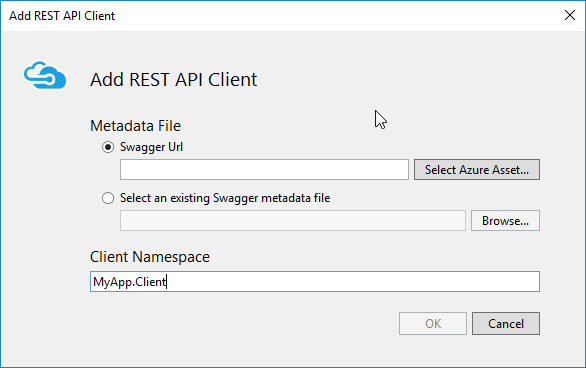 Add REST API Client
Add REST API Client
Metadata File
Swagger Url
Select Azure Asset...
Select an existing Swagger metadata file
Browse...
Client Namespace
MyApp.Client
OK Cancel